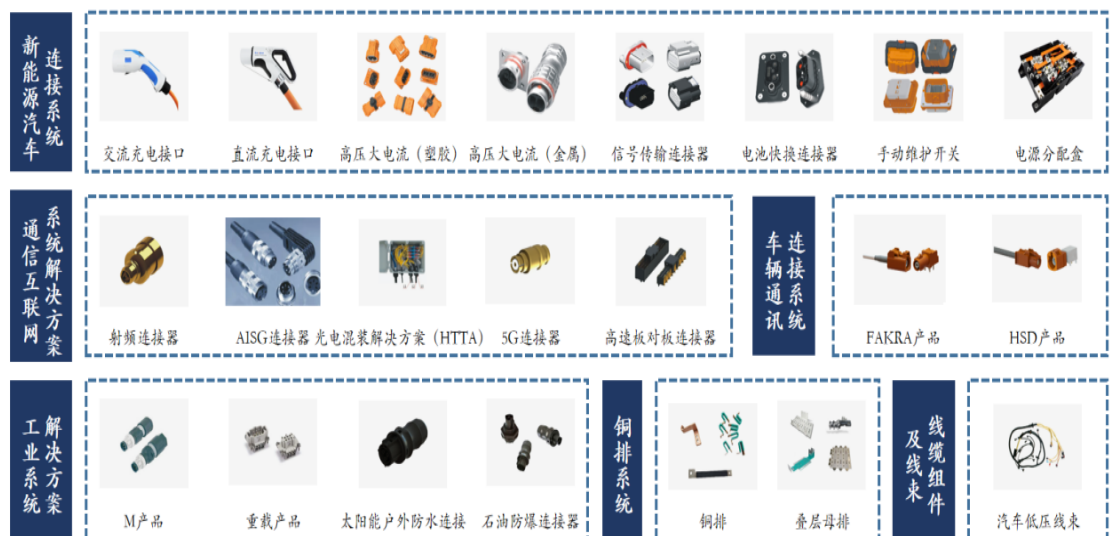 新能源汽车
连接系统
交流充电接口
直流充电接口
高压大电流（塑胶）
高压大电流（金属）
信号传输连接器
电池快换连接器
手动维护开关
电源分配盒
通信互联网
系统解决方案
射频连接器
AISG连接器
光电混装解决方案（HTTA）
5G连接器
高速板对板连接器
车辆通讯
连接系统
FAKRA产品
HSD产品
工业系统
解决方案
M产品
重载产品
太阳能户外防水连接
石油防爆连接器
铜排系统
铜排
叠层母排
线缆组件
及线束
汽车低压线束